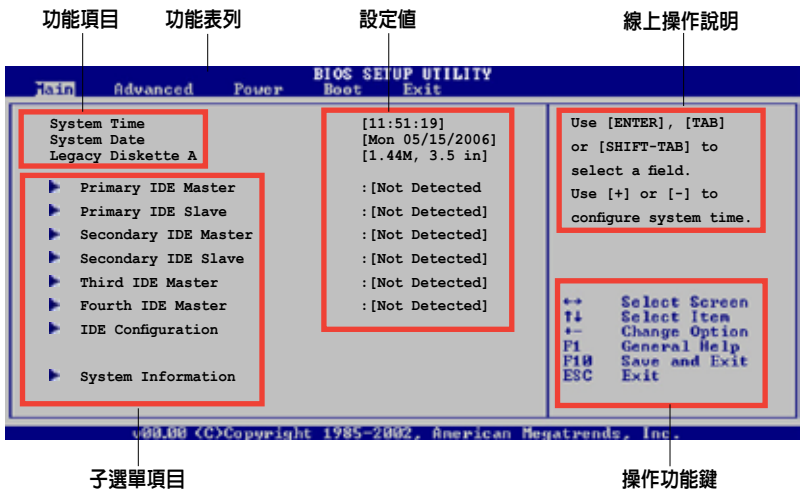 功能項目 功能表列 設定值 線上操作說明
BIOS SETUP UTILITY
Main Advanced Power Boot Exit
System Time [11:51:19]
System Date [Mon 05/15/2006]
Legacy Diskette A [1.44M, 3.5 in]
Primary IDE Master :[Not Detected
Primary IDE Slave :[Not Detected]
Secondary IDE Master :[Not Detected]
Secondary IDE Slave :[Not Detected]
Third IDE Master :[Not Detected]
Fourth IDE Master :[Not Detected]
IDE Configuration
System Information
Use [ENTER], [TAB]
or [SHIFT-TAB] to
select a field.
Use [+] or [-] to
configure system time.
↔ Select Screen
↑↓ Select Item
+- Change Option
F1 General Help
F10 Save and Exit
ESC Exit
v00.00 (C)Copyright 1985-2002, American Megatrends, Inc.
子選單項目 操作功能鍵